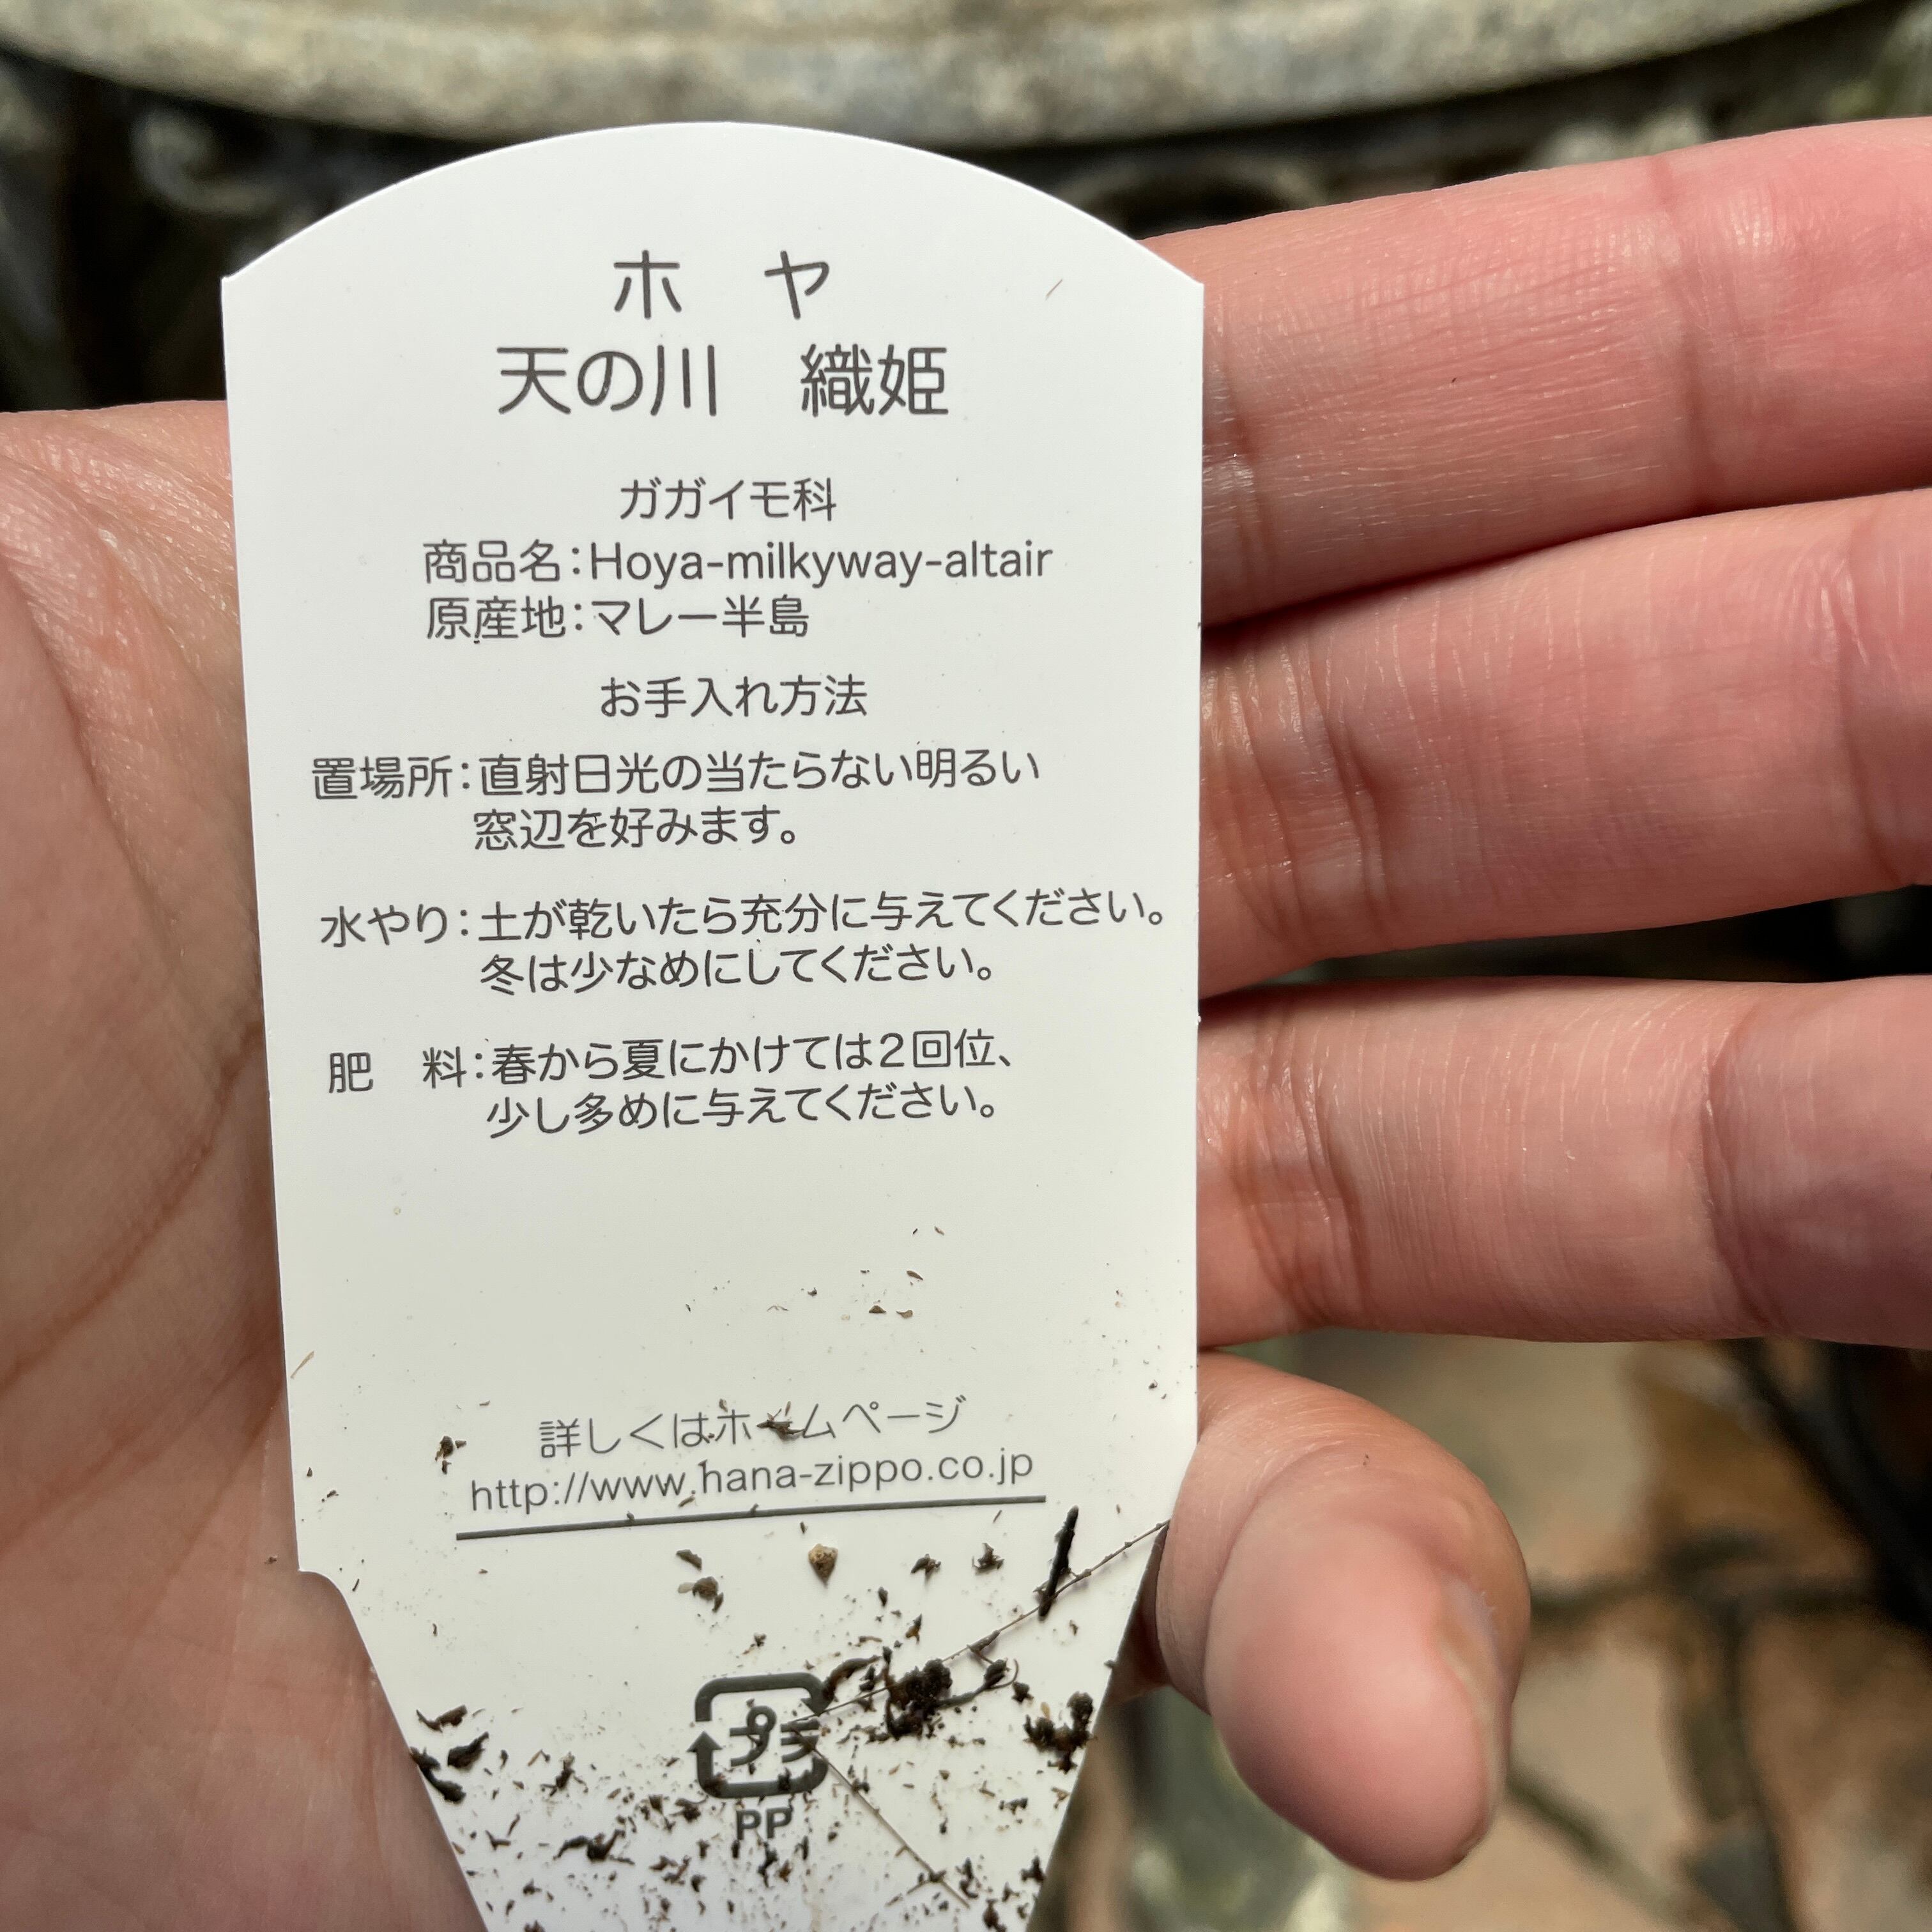 ホ ヤ
天の川 織姫
ガガイモ科
商品名：Hoya-milkyway-altair
原産地：マレー半島
お手入れ方法
置場所：直射日光の当たらない明るい
窓辺を好みます。
水やり：土が乾いたら充分に与えてください。
冬は少なめにしてください。
肥 料：春から夏にかけては2回位、
少し多めに与えてください。
詳しくはホームページ
http://www.hana-zippo.co.jp
プラ
PP